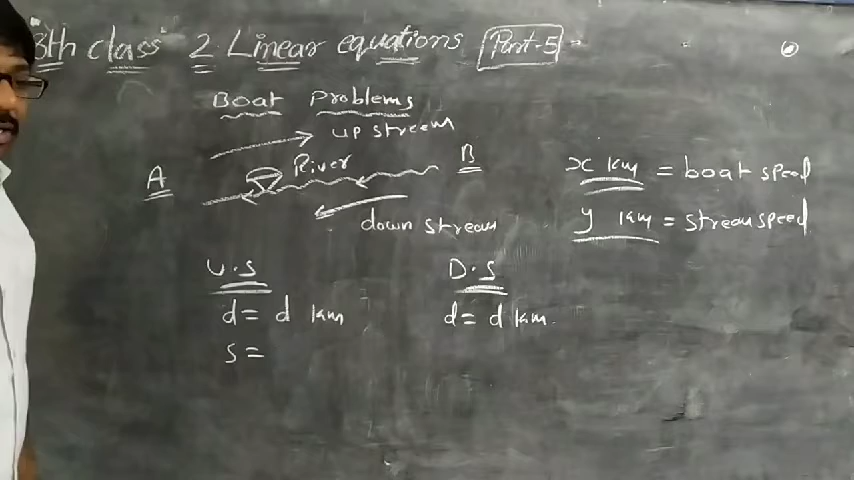 8th class 2 Linear equations Part-5
Boat Problems
up stream
River
A
B
down stream
x km = boat speed
y km = stream speed
U.S
D.S
d = d km
d = d km.
s =